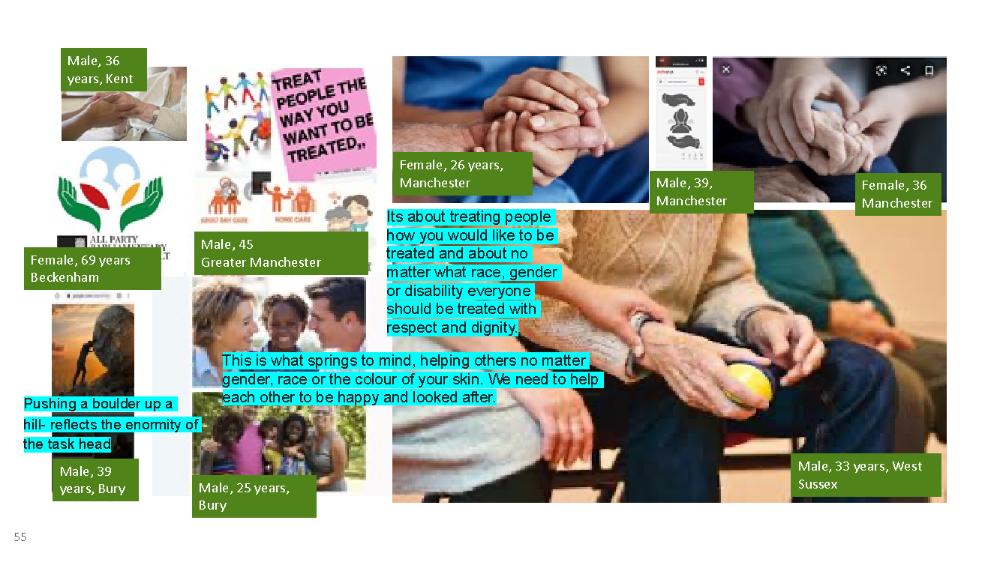 Male, 36
years, Kent
TREAT
PEOPLE THE
WAY YOU
WANT TO BE
TREATED,,
ADULT DAY CARE
HOME CARE
Female, 26 years,
Manchester
Male, 39,
Manchester
Female, 36
Manchester
ALL PARTY
PARLIAMENTARY
Female, 69 years
Beckenham
Male, 45
Greater Manchester
Its about treating people
how you would like to be
treated and about no
matter what race, gender
or disability everyone
should be treated with
respect and dignity.
This is what springs to mind, helping others no matter
gender, race or the colour of your skin. We need to help
each other to be happy and looked after.
Pushing a boulder up a
hill- reflects the enormity of
the task head
Male, 39
years, Bury
Male, 25 years,
Bury
Male, 33 years, West
Sussex
55